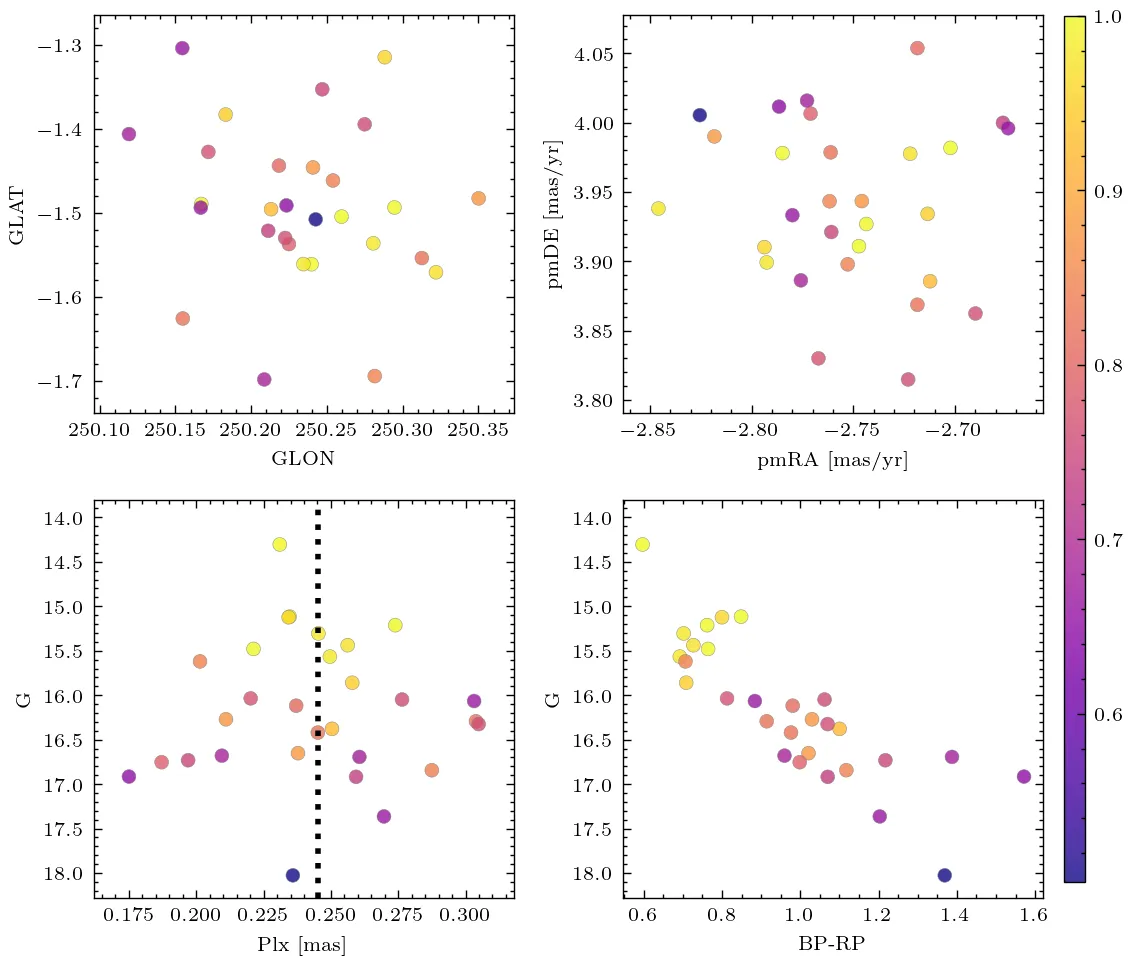 −1.3
−1.4
−1.5
−1.6
−1.7
GLAT
250.10 250.15 250.20 250.25 250.30 250.35
GLON
4.05
4.00
3.95
3.90
3.85
3.80
pmDE [mas/yr]
−2.85 −2.80 −2.75 −2.70
pmRA [mas/yr]
14.0
14.5
15.0
15.5
16.0
16.5
17.0
17.5
18.0
G
0.175 0.200 0.225 0.250 0.275 0.300
Plx [mas]
14.0
14.5
15.0
15.5
16.0
16.5
17.0
17.5
18.0
G
0.6 0.8 1.0 1.2 1.4 1.6
BP-RP
1.0
0.9
0.8
0.7
0.6